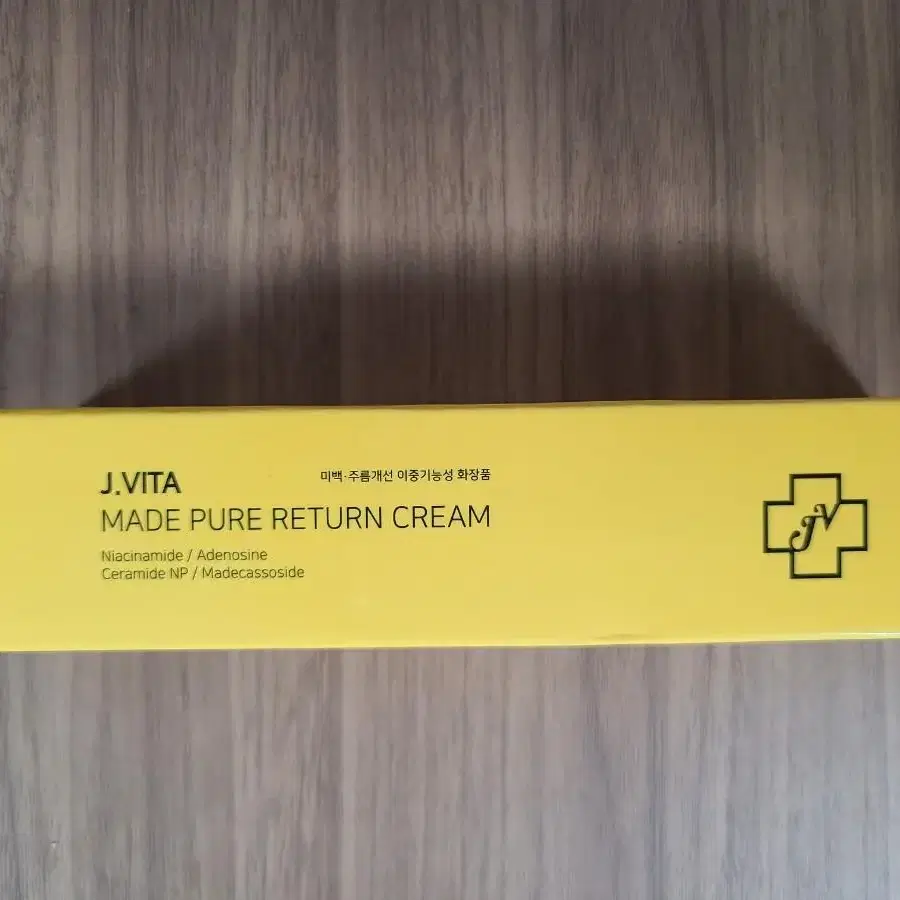 J.VITA
미백·주름개선 이중기능성 화장품
MADE PURE RETURN CREAM
Niacinamide / Adenosine
Ceramide NP / Madecassoside
JV